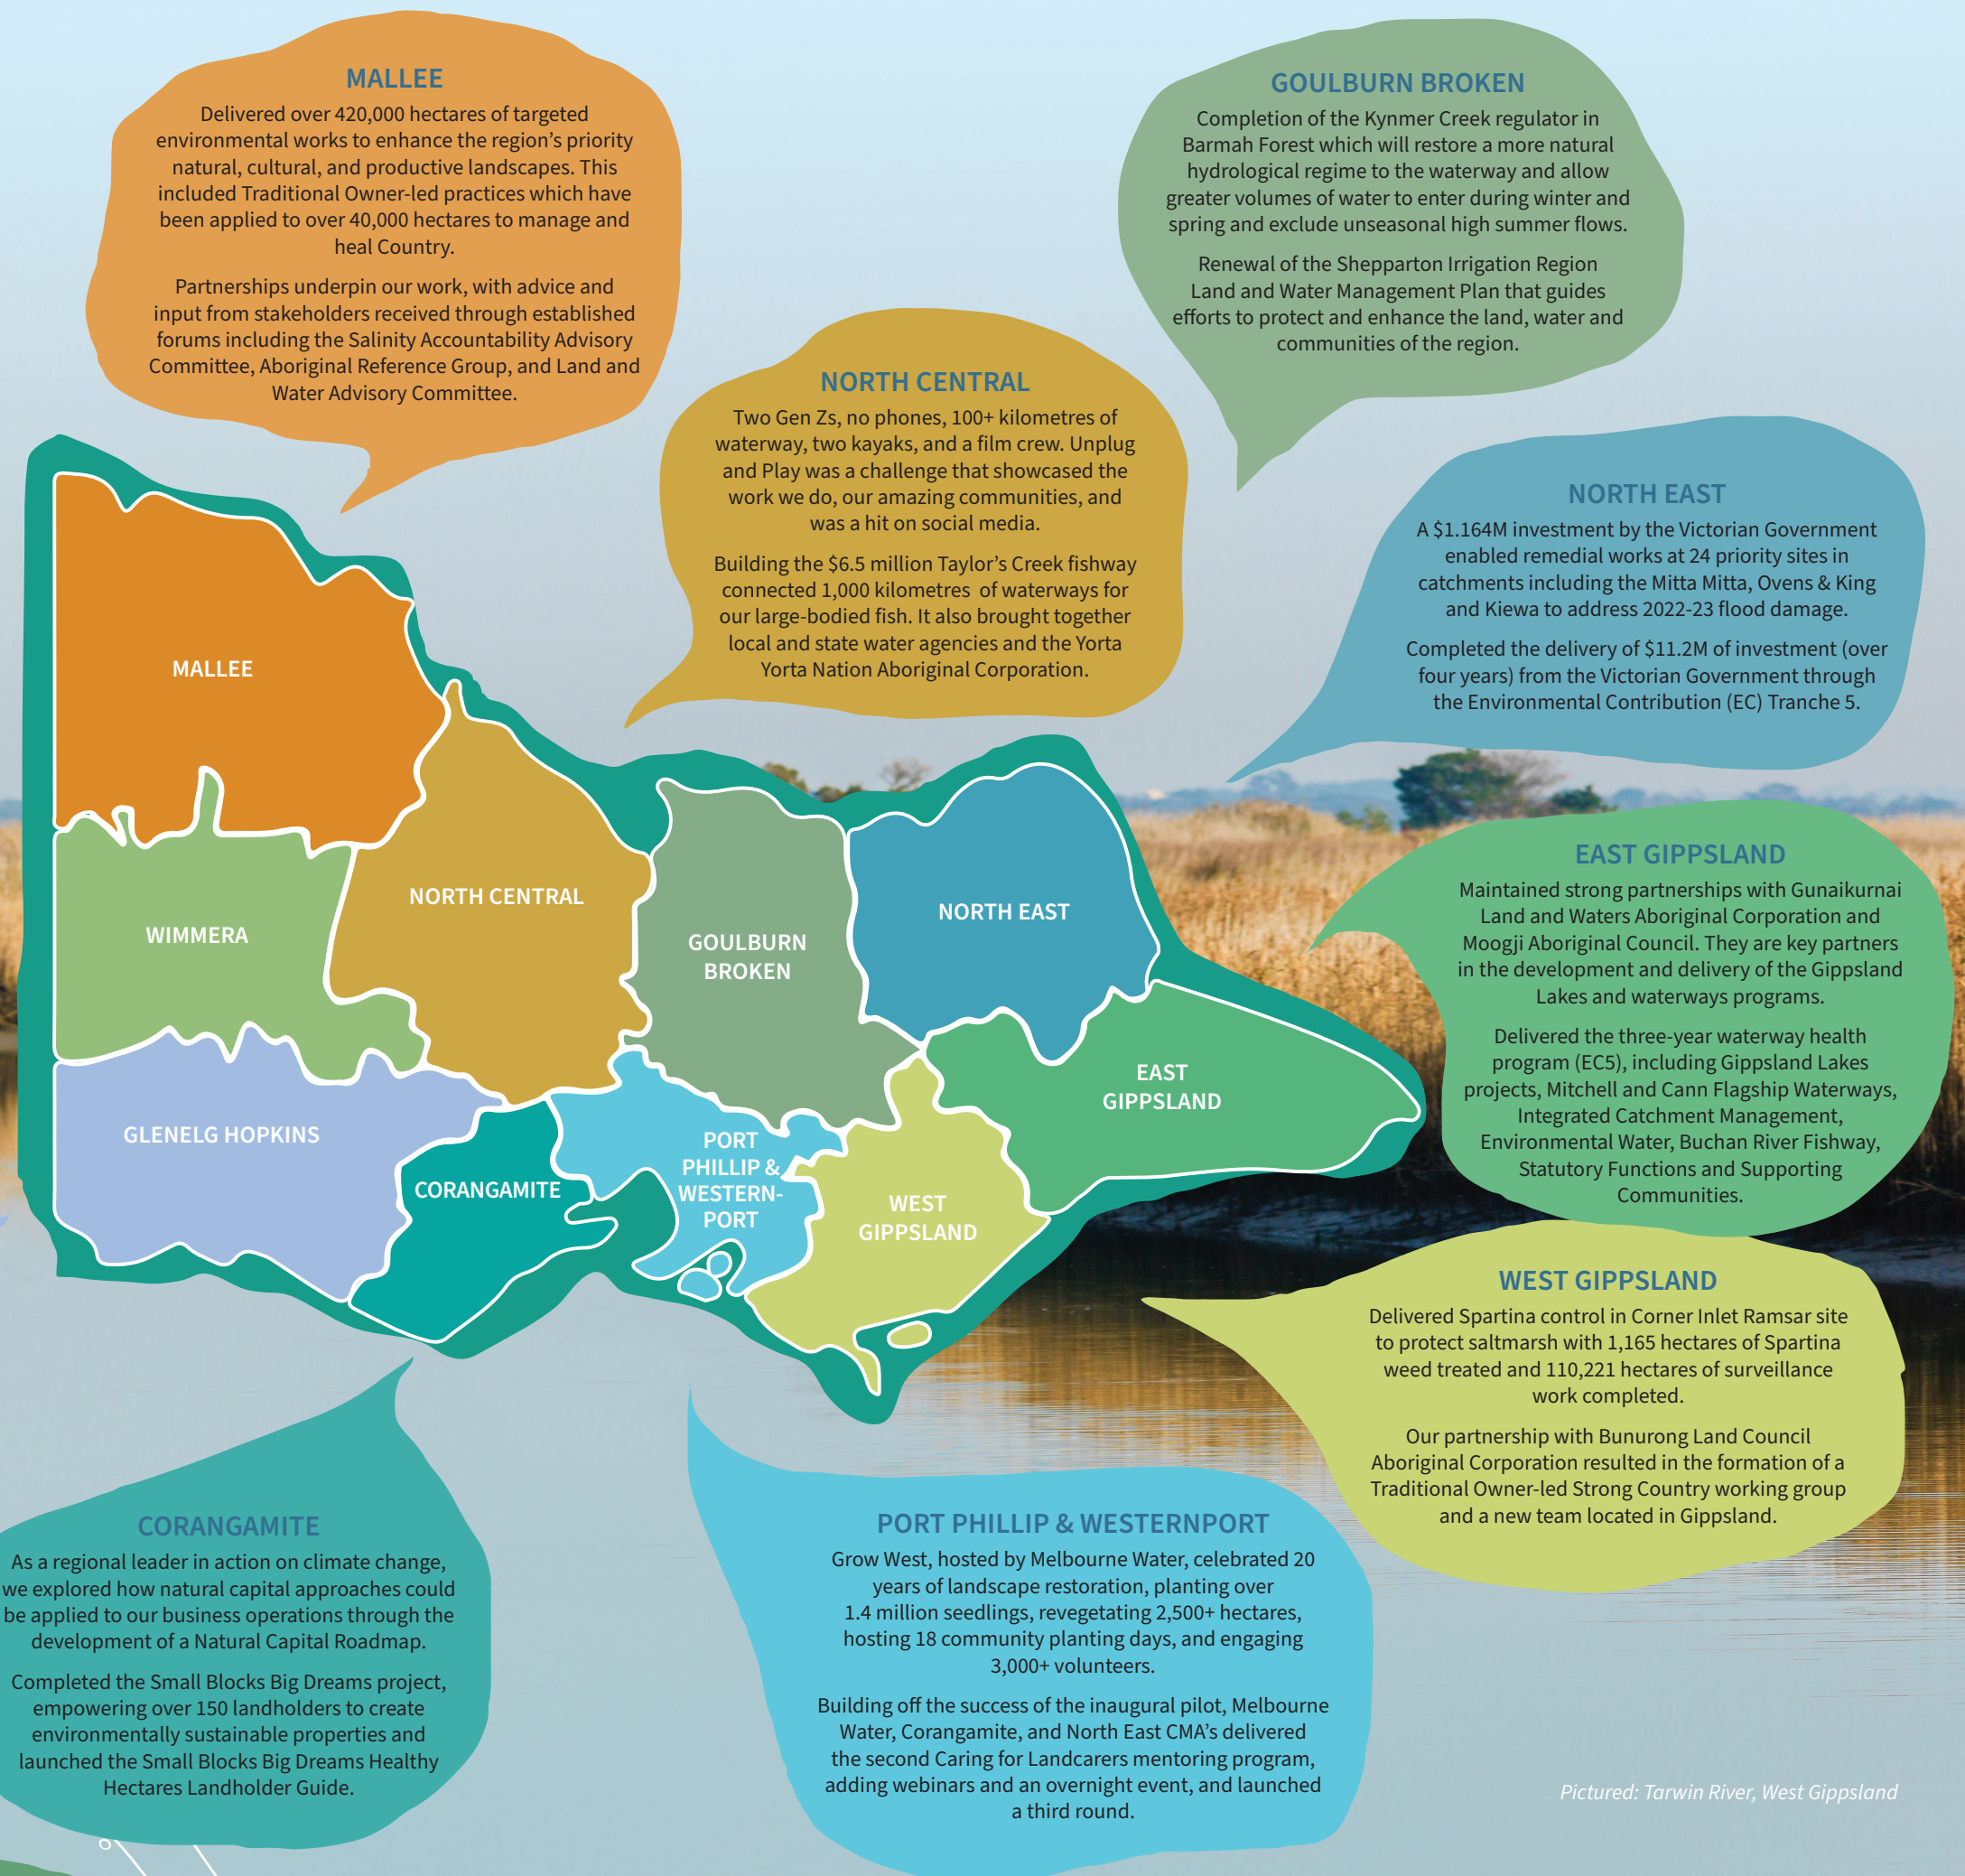 MALLEE
Delivered over 420,000 hectares of targeted
environmental works to enhance the region’s priority
natural, cultural, and productive landscapes. This
included Traditional Owner-led practices which have
been applied to over 40,000 hectares to manage and
heal Country.
Partnerships underpin our work, with advice and
input from stakeholders received through established
forums including the Salinity Accountability Advisory
Committee, Aboriginal Reference Group, and Land and
Water Advisory Committee.
GOULBURN BROKEN
Completion of the Kynmer Creek regulator in
Barmah Forest which will restore a more natural
hydrological regime to the waterway and allow
greater volumes of water to enter during winter and
spring and exclude unseasonal high summer flows.
Renewal of the Shepparton Irrigation Region
Land and Water Management Plan that guides
efforts to protect and enhance the land, water and
communities of the region.
NORTH CENTRAL
Two Gen Zs, no phones, 100+ kilometres of
waterway, two kayaks, and a film crew. Unplug
and Play was a challenge that showcased the
work we do, our amazing communities, and
was a hit on social media.
Building the $6.5 million Taylor’s Creek fishway
connected 1,000 kilometres of waterways for
our large-bodied fish. It also brought together
local and state water agencies and the Yorta
Yorta Nation Aboriginal Corporation.
NORTH EAST
A $1.164M investment by the Victorian Government
enabled remedial works at 24 priority sites in
catchments including the Mitta Mitta, Ovens & King
and Kiewa to address 2022-23 flood damage.
Completed the delivery of $11.2M of investment (over
four years) from the Victorian Government through
the Environmental Contribution (EC) Tranche 5.
MALLEE
WIMMERA
NORTH CENTRAL
GOULBURN
BROKEN
NORTH EAST
EAST
GIPPSLAND
GLENELG HOPKINS
CORANGAMITE
PORT
PHILLIP &
WESTERN-
PORT
WEST
GIPPSLAND
EAST GIPPSLAND
Maintained strong partnerships with Gunaikurnai
Land and Waters Aboriginal Corporation and
Moogji Aboriginal Council. They are key partners
in the development and delivery of the Gippsland
Lakes and waterways programs.
Delivered the three-year waterway health
program (EC5), including Gippsland Lakes
projects, Mitchell and Cann Flagship Waterways,
Integrated Catchment Management,
Environmental Water, Buchan River Fishway,
Statutory Functions and Supporting
Communities.
WEST GIPPSLAND
Delivered Spartina control in Corner Inlet Ramsar site
to protect saltmarsh with 1,165 hectares of Spartina
weed treated and 110,221 hectares of surveillance
work completed.
Our partnership with Bunurong Land Council
Aboriginal Corporation resulted in the formation of a
Traditional Owner-led Strong Country working group
and a new team located in Gippsland.
CORANGAMITE
As a regional leader in action on climate change,
we explored how natural capital approaches could
be applied to our business operations through the
development of a Natural Capital Roadmap.
Completed the Small Blocks Big Dreams project,
empowering over 150 landholders to create
environmentally sustainable properties and
launched the Small Blocks Big Dreams Healthy
Hectares Landholder Guide.
PORT PHILLIP & WESTERNPORT
Grow West, hosted by Melbourne Water, celebrated 20
years of landscape restoration, planting over
1.4 million seedlings, revegetating 2,500+ hectares,
hosting 18 community planting days, and engaging
3,000+ volunteers.
Building off the success of the inaugural pilot, Melbourne
Water, Corangamite, and North East CMA’s delivered
the second Caring for Landcarers mentoring program,
adding webinars and an overnight event, and launched
a third round.
Pictured: Tarwin River, West Gippsland